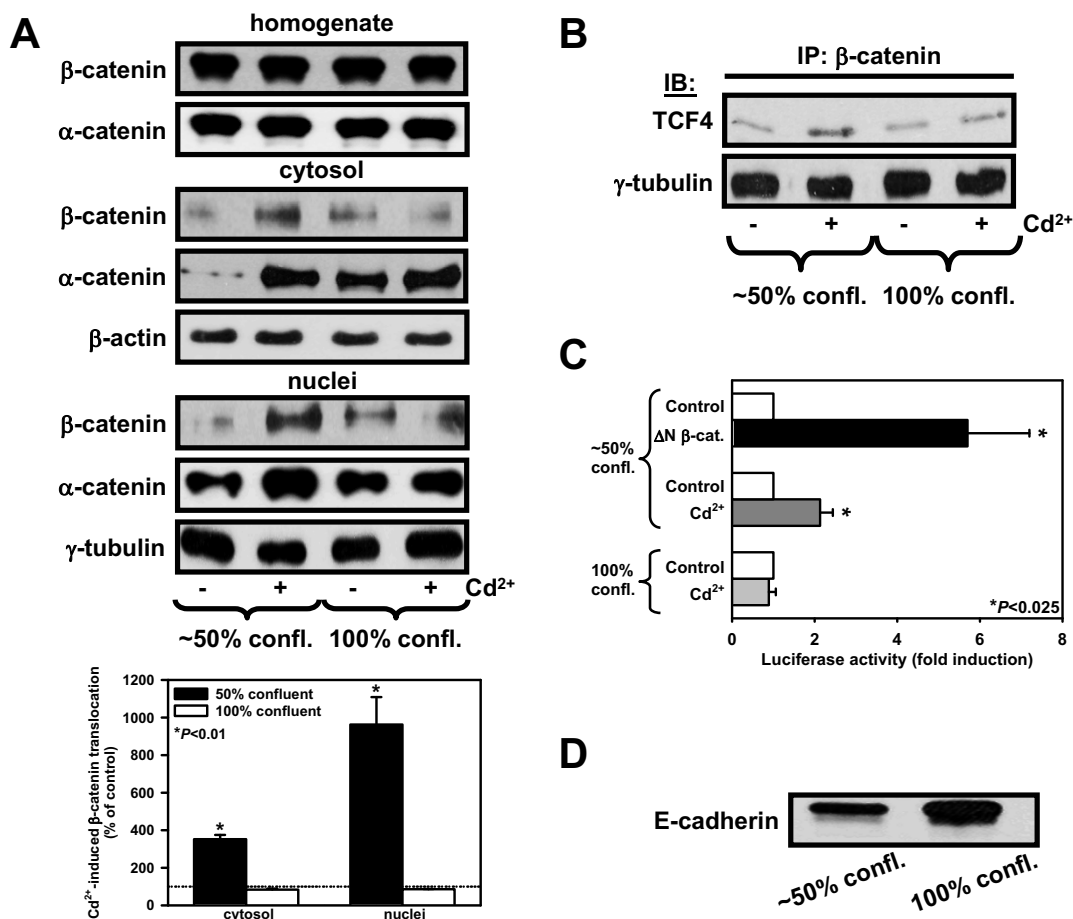 A
homogenate
β-catenin
α-catenin
cytosol
β-catenin
α-catenin
β-actin
nuclei
β-catenin
α-catenin
γ-tubulin
- + - + Cd²⁺
~50% confl. 100% confl.
Cd²⁺-induced β-catenin translocation
(% of control)
1200
1000
800
600
400
200
0
50% confluent
100% confluent
*P<0.01
*
*
cytosol nuclei
B
IP: β-catenin
IB:
TCF4
γ-tubulin
- + - + Cd²⁺
~50% confl. 100% confl.
C
~50%
confl.
Control
ΔN β-cat.
*
Control
Cd²⁺
*
100%
confl.
Control
Cd²⁺
*P<0.025
0 2 4 6 8
Luciferase activity (fold induction)
D
E-cadherin
~50% confl. 100% confl.